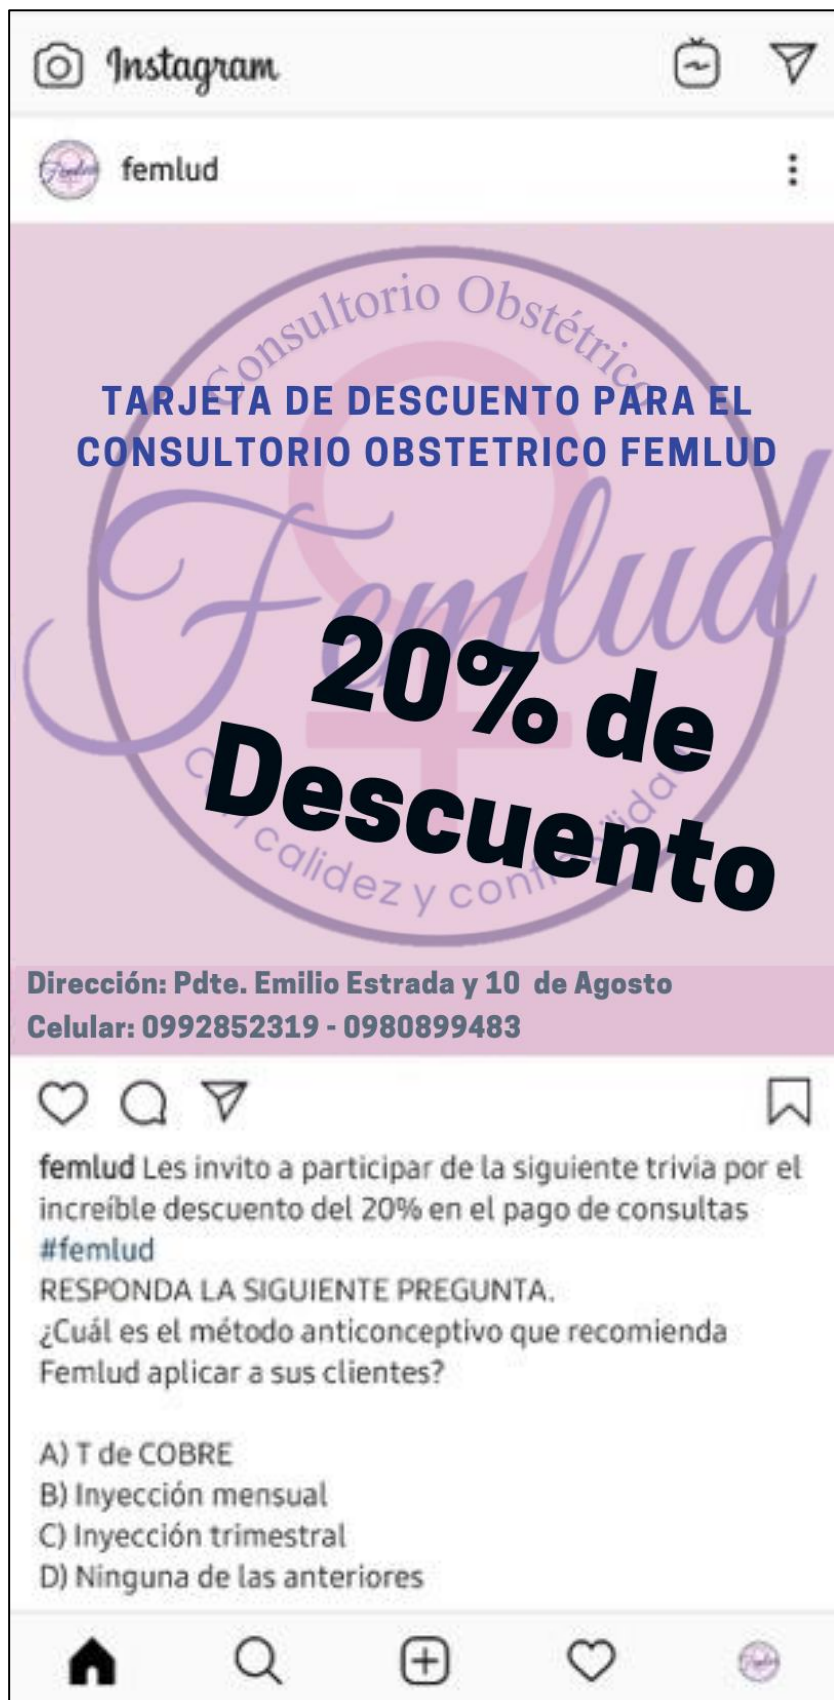 Instagram
femlud
Consultorio Obstétrico
TARJETA DE DESCUENTO PARA EL
CONSULTORIO OBSTETRICO FEMLUD
Femlud
20% de
Descuento
calidez y
Dirección: Pdte. Emilio Estrada y 10 de Agosto
Celular: 0992852319 - 0980899483
femlud Les invito a participar de la siguiente trivia por el
increíble descuento del 20% en el pago de consultas
#femlud
RESPONDA LA SIGUIENTE PREGUNTA.
¿Cuál es el método anticonceptivo que recomienda
Femlud aplicar a sus clientes?
A) T de COBRE
B) Inyección mensual
C) Inyección trimestral
D) Ninguna de las anteriores